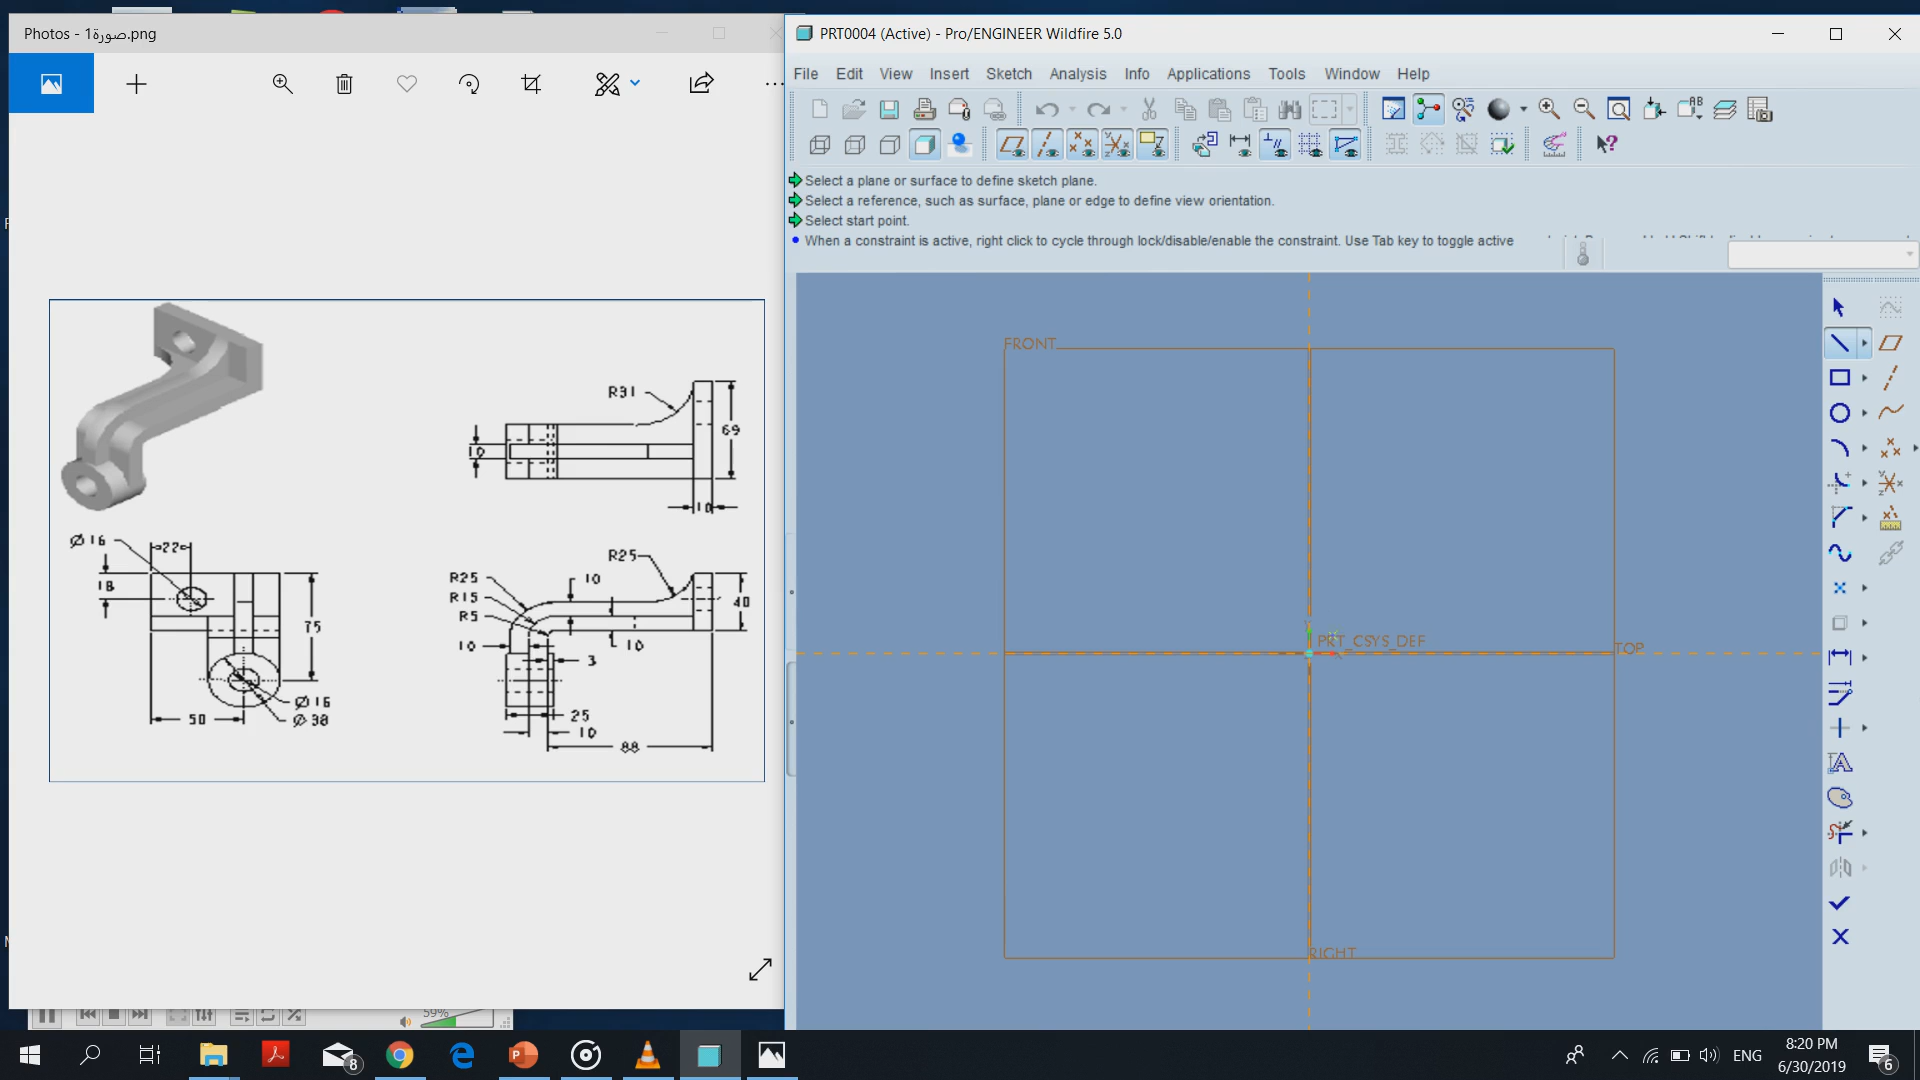 Photos - صورة1.png
PRT0004 (Active) - Pro/ENGINEER Wildfire 5.0
File Edit View Insert Sketch Analysis Info Applications Tools Window Help
Select a plane or surface to define sketch plane.
Select a reference, such as surface, plane or edge to define view orientation.
Select start point.
When a constraint is active, right click to cycle through lock/disable/enable the constraint. Use Tab key to toggle active
FRONT
PRT_CSYS_DEF
TOP
RIGHT
R31
69
10
10
Ø16
22
18
75
Ø16
50
Ø30
R25
R25
10
R15
40
R5
10
10
3
25
10
88
59%
8
ENG
8:20 PM
6/30/2019
6